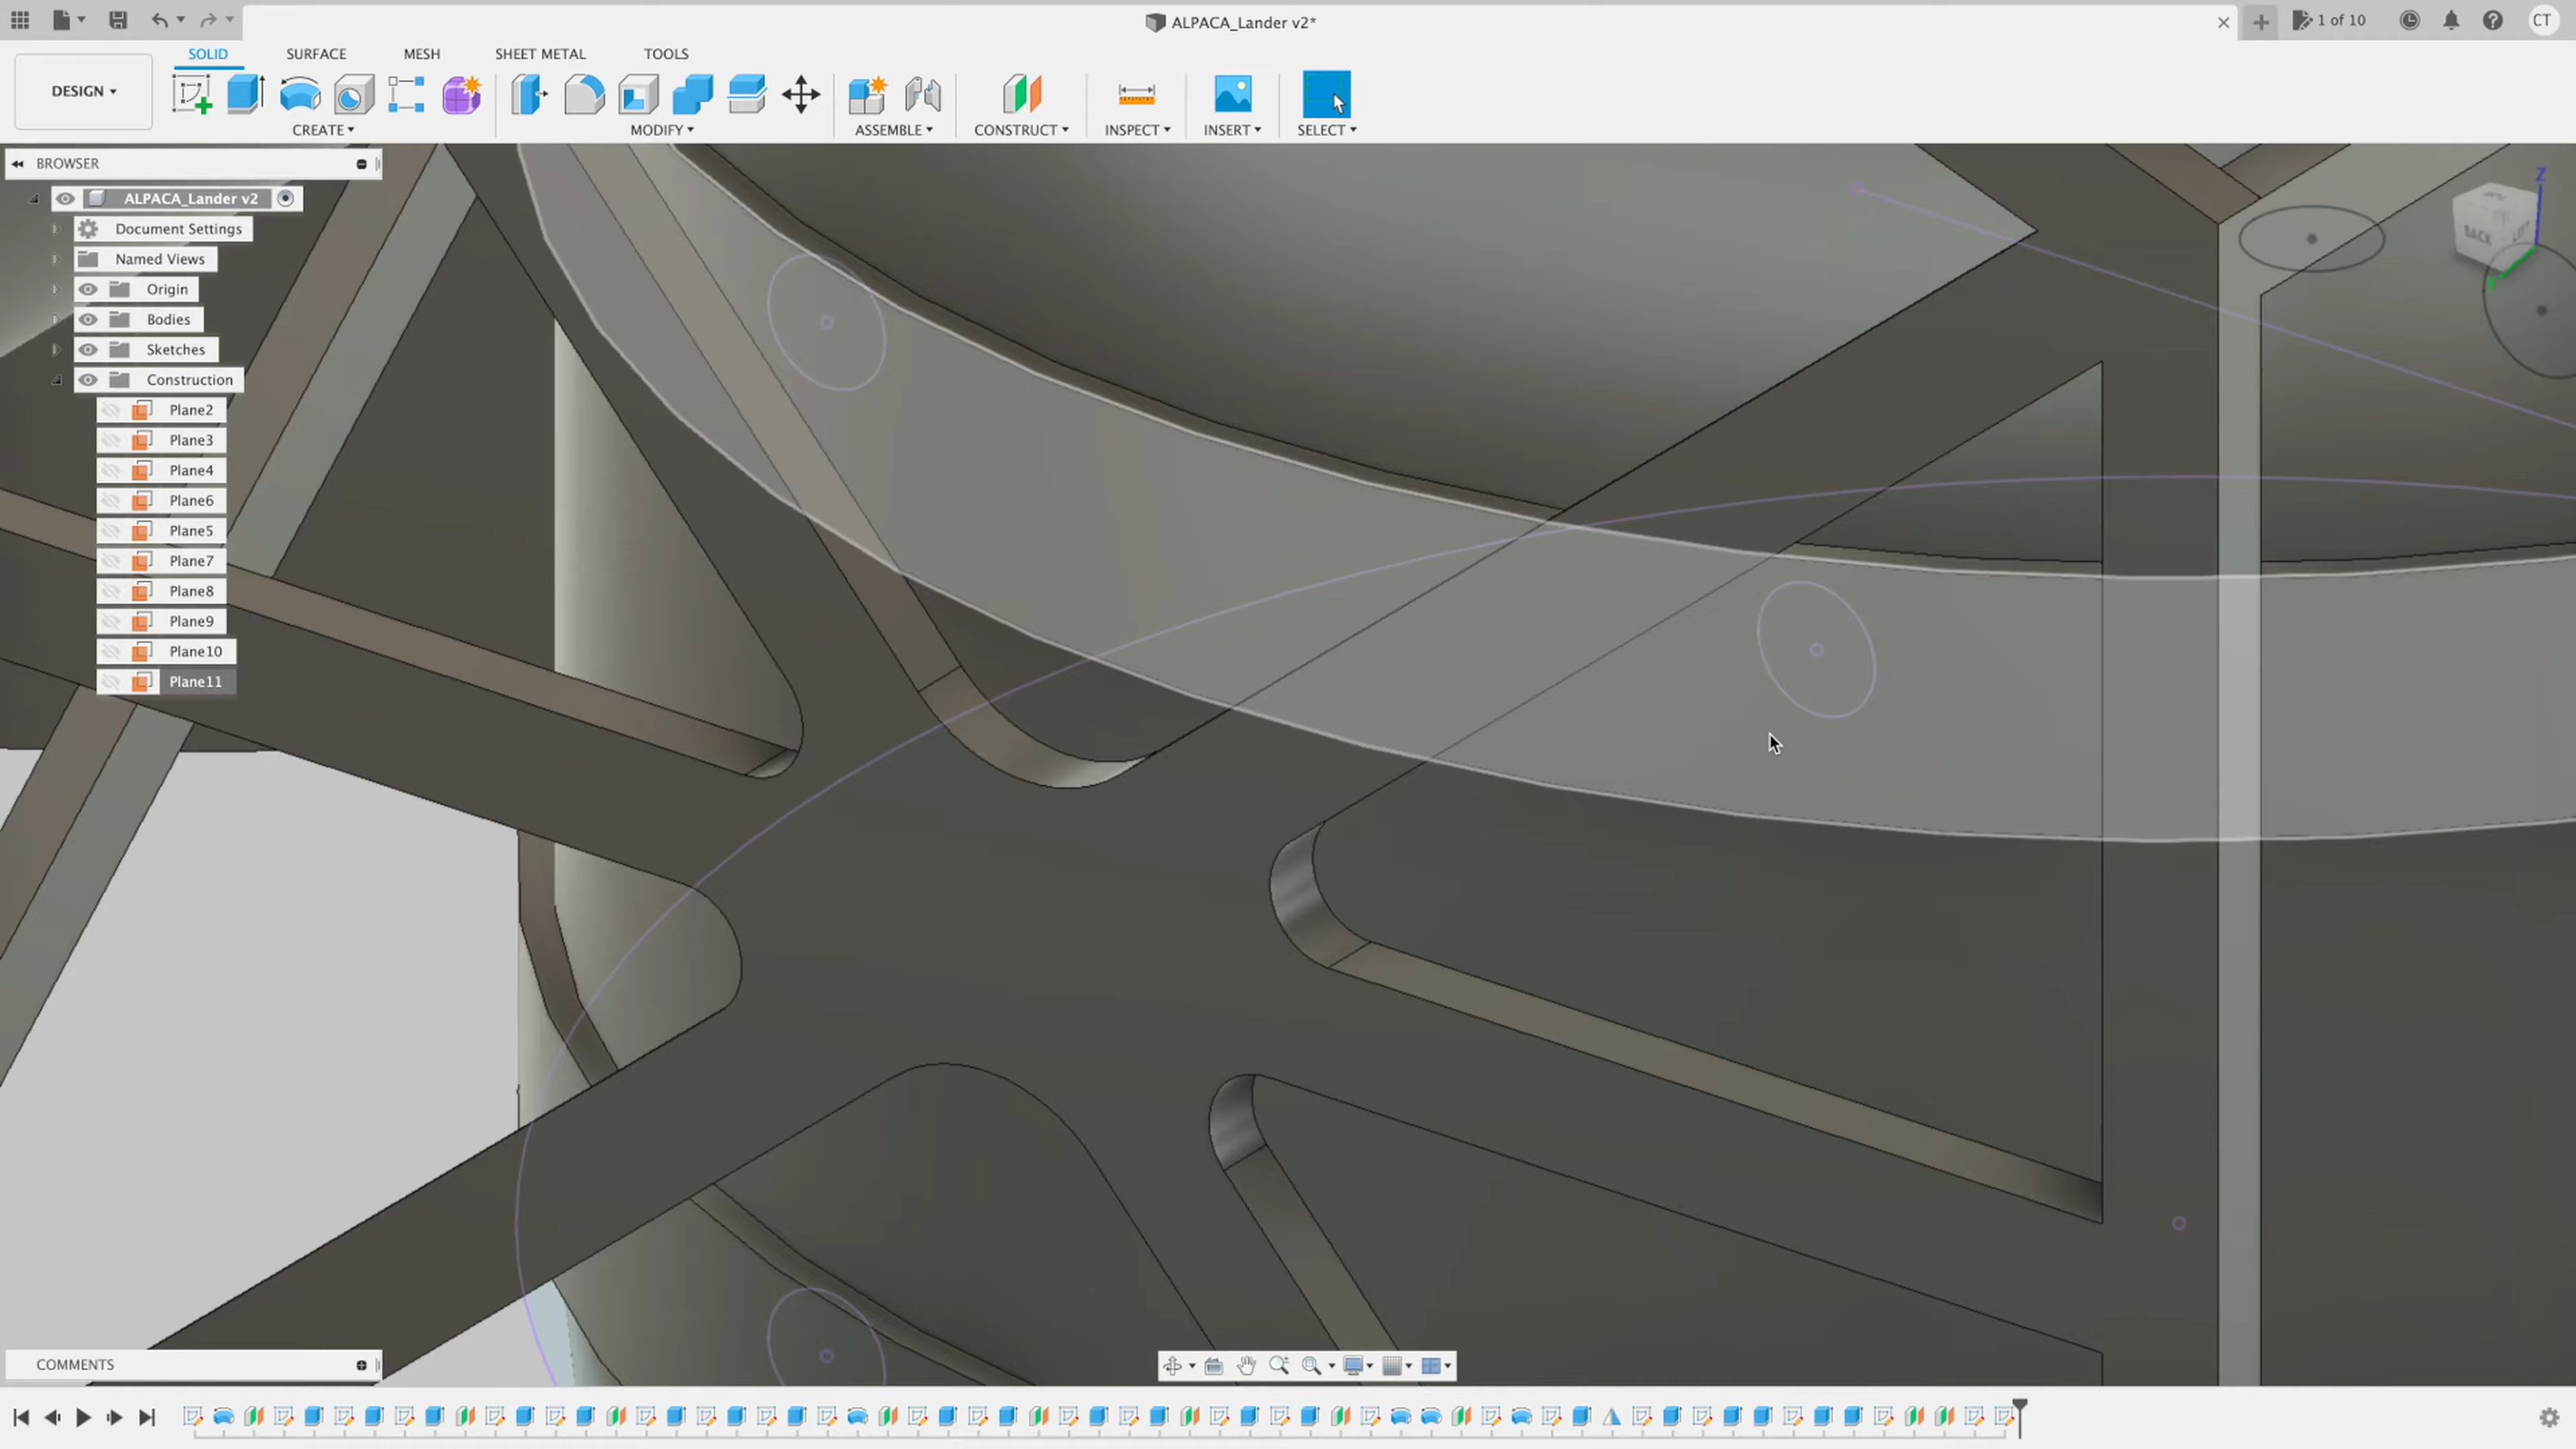 ALPACA_Lander v2*
1 of 10
CT
SOLID SURFACE MESH SHEET METAL TOOLS
DESIGN
CREATE MODIFY ASSEMBLE CONSTRUCT INSPECT INSERT SELECT
BROWSER
ALPACA_Lander v2
Document Settings
Named Views
Origin
Bodies
Sketches
Construction
Plane2
Plane3
Plane4
Plane6
Plane5
Plane7
Plane8
Plane9
Plane10
Plane11
Z
BACK LEFT
COMMENTS